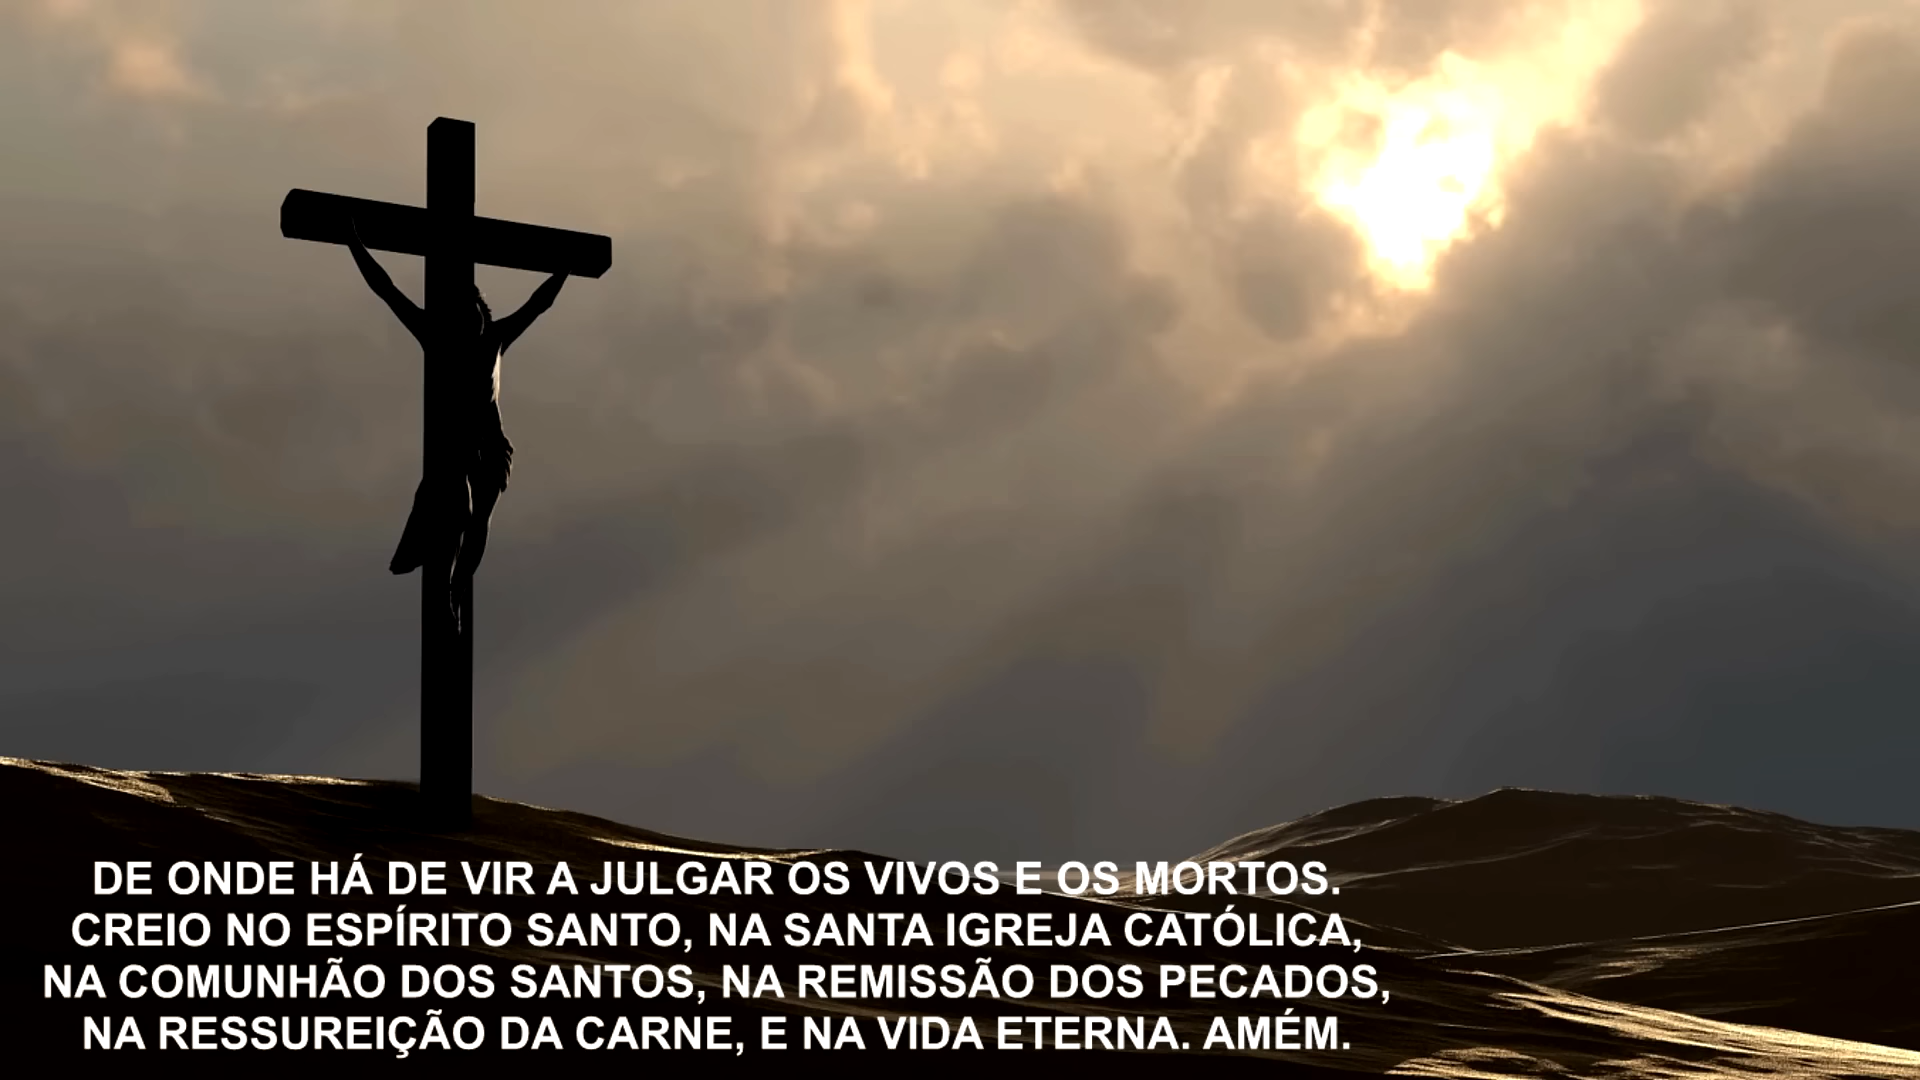 DE ONDE HÁ DE VIR A JULGAR OS VIVOS E OS MORTOS.
CREIO NO ESPÍRITO SANTO, NA SANTA IGREJA CATÓLICA,
NA COMUNHÃO DOS SANTOS, NA REMISSÃO DOS PECADOS,
NA RESSUREIÇÃO DA CARNE, E NA VIDA ETERNA. AMÉM.